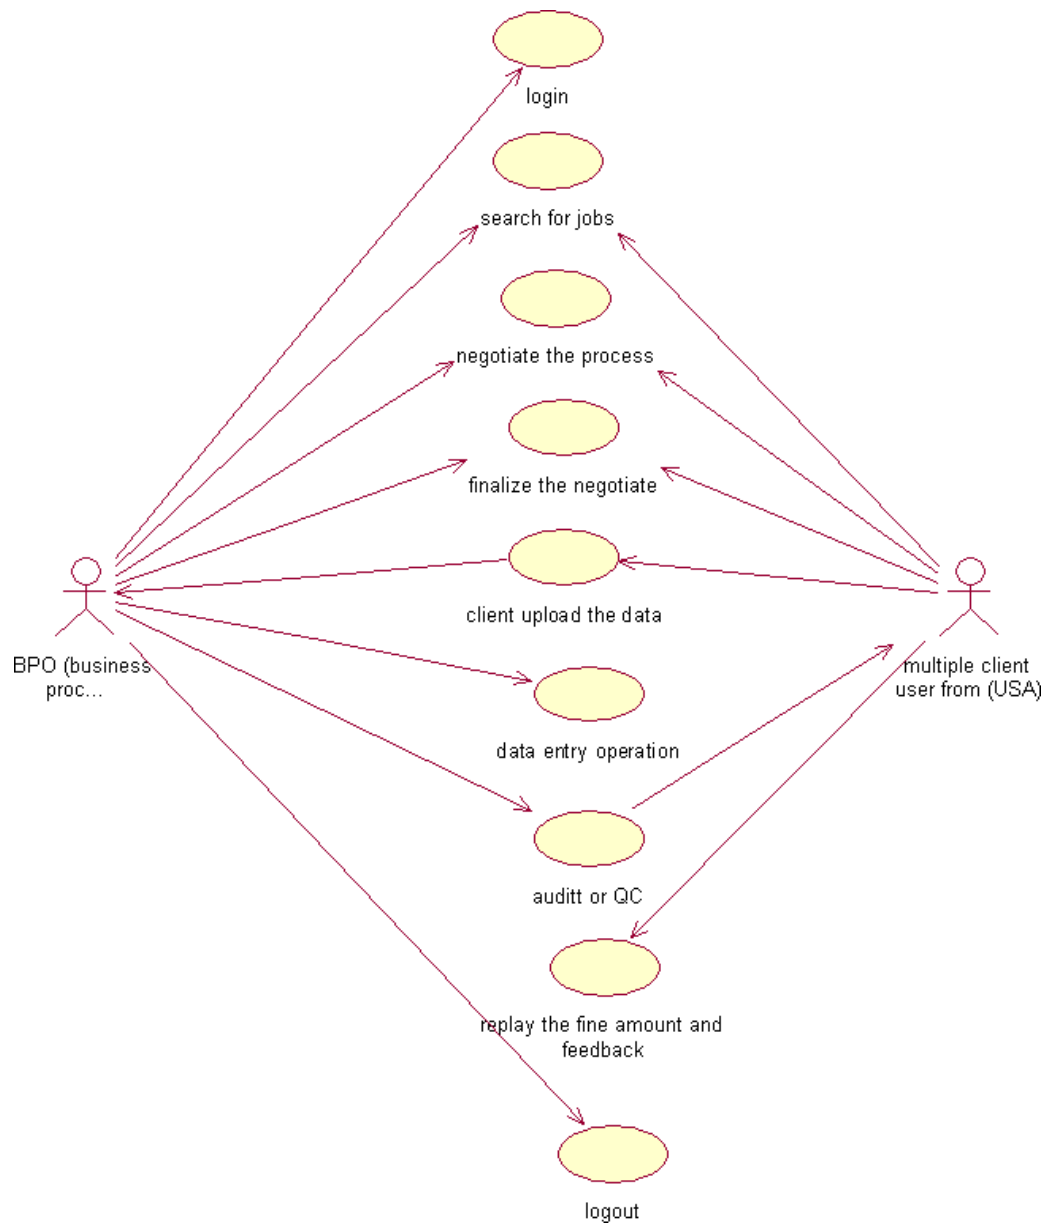 login
search for jobs
negotiate the process
finalize the negotiate
client upload the data
BPO (business
proc...
multiple client
user from (USA)
data entry operation
auditt or QC
replay the fine amount and
feedback
logout